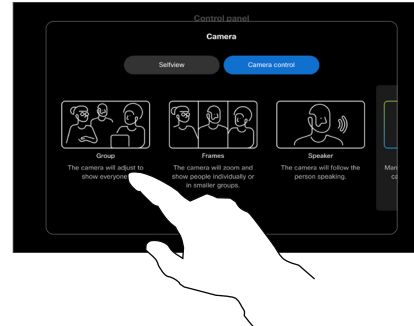 Control panel
Camera
Selfview
Camera control
Group
The camera will adjust to
show everyone
Frames
The camera will zoom and
show people individually or
in smaller groups.
Speaker
The camera will follow the
person speaking.